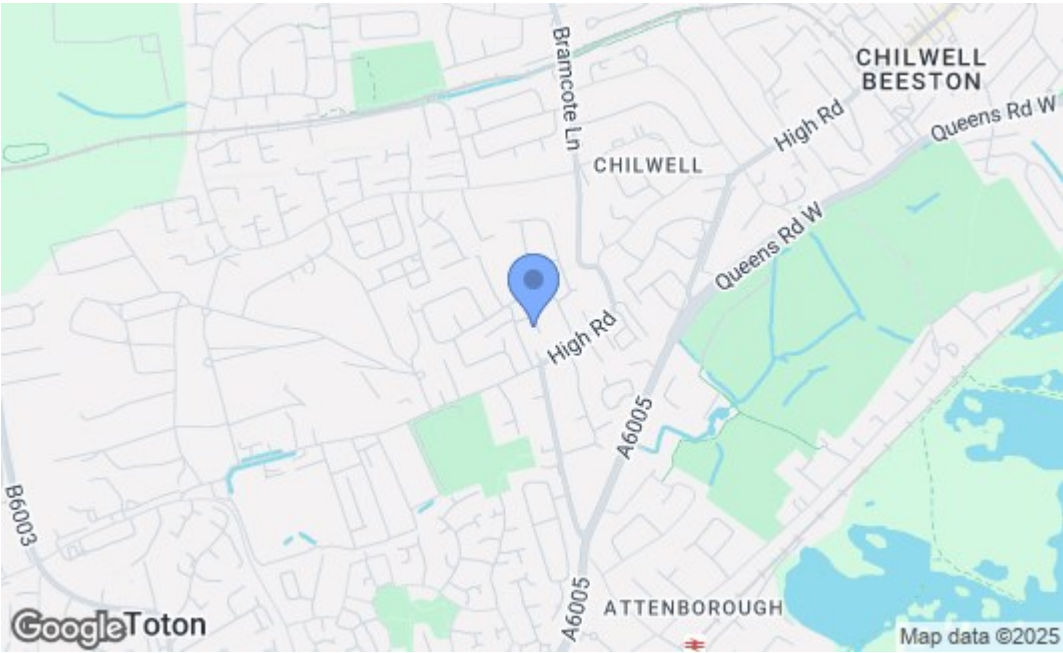 CHILWELL
BEESTON
Bramcote Ln
High Rd
Queens Rd W
CHILWELL
Queens Rd W
High Rd
A6005
B6003
A6005
ATTENBOROUGH
Google
Toton
Map data ©2025